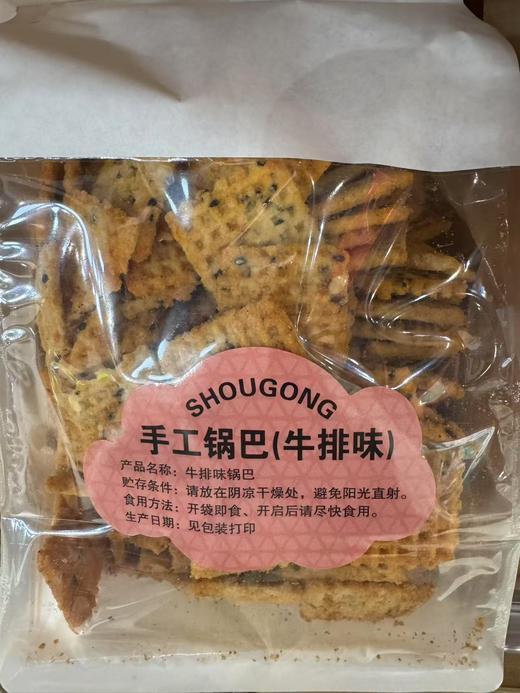 SHOUGONG
手工锅巴(牛排味)
产品名称: 牛排味锅巴
贮存条件: 请放在阴凉干燥处，避免阳光直射。
食用方法: 开袋即食、开启后请尽快食用。
生产日期: 见包装打印